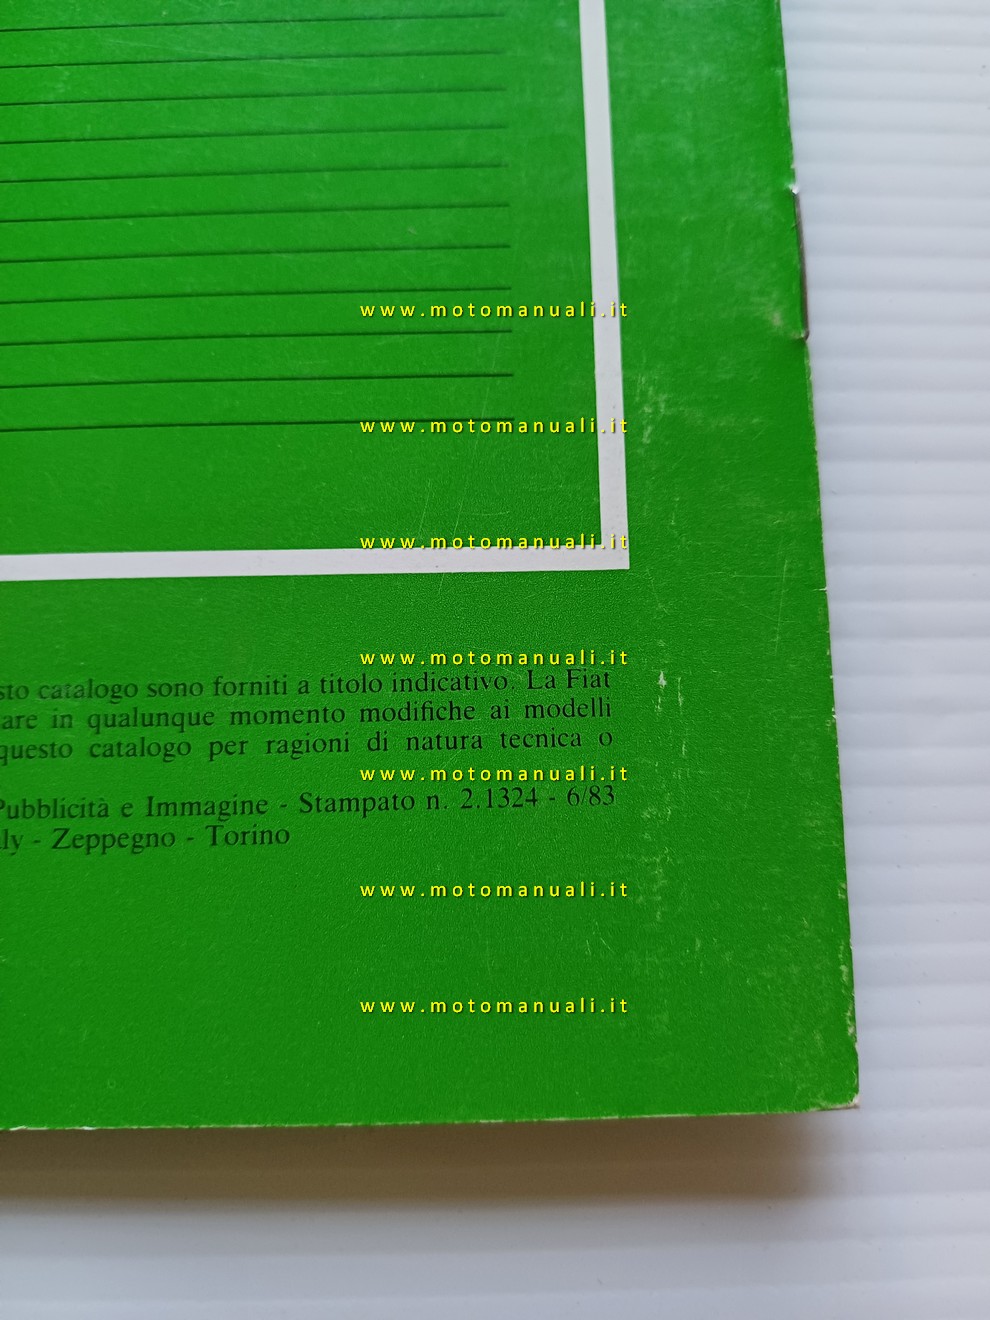 www.motomanuali.it
www.motomanuali.it
www.motomanuali.it
www.motomanuali.it
sto catalogo sono forniti a titolo indicativo. La Fiat
are in qualunque momento modifiche ai modelli
questo catalogo per ragioni di natura tecnica o
www.motomanuali.it
Pubblicità e Immagine - Stampato n. 2.1324 - 6/83
ly - Zeppegno - Torino
www.motomanuali.it
www.motomanuali.it